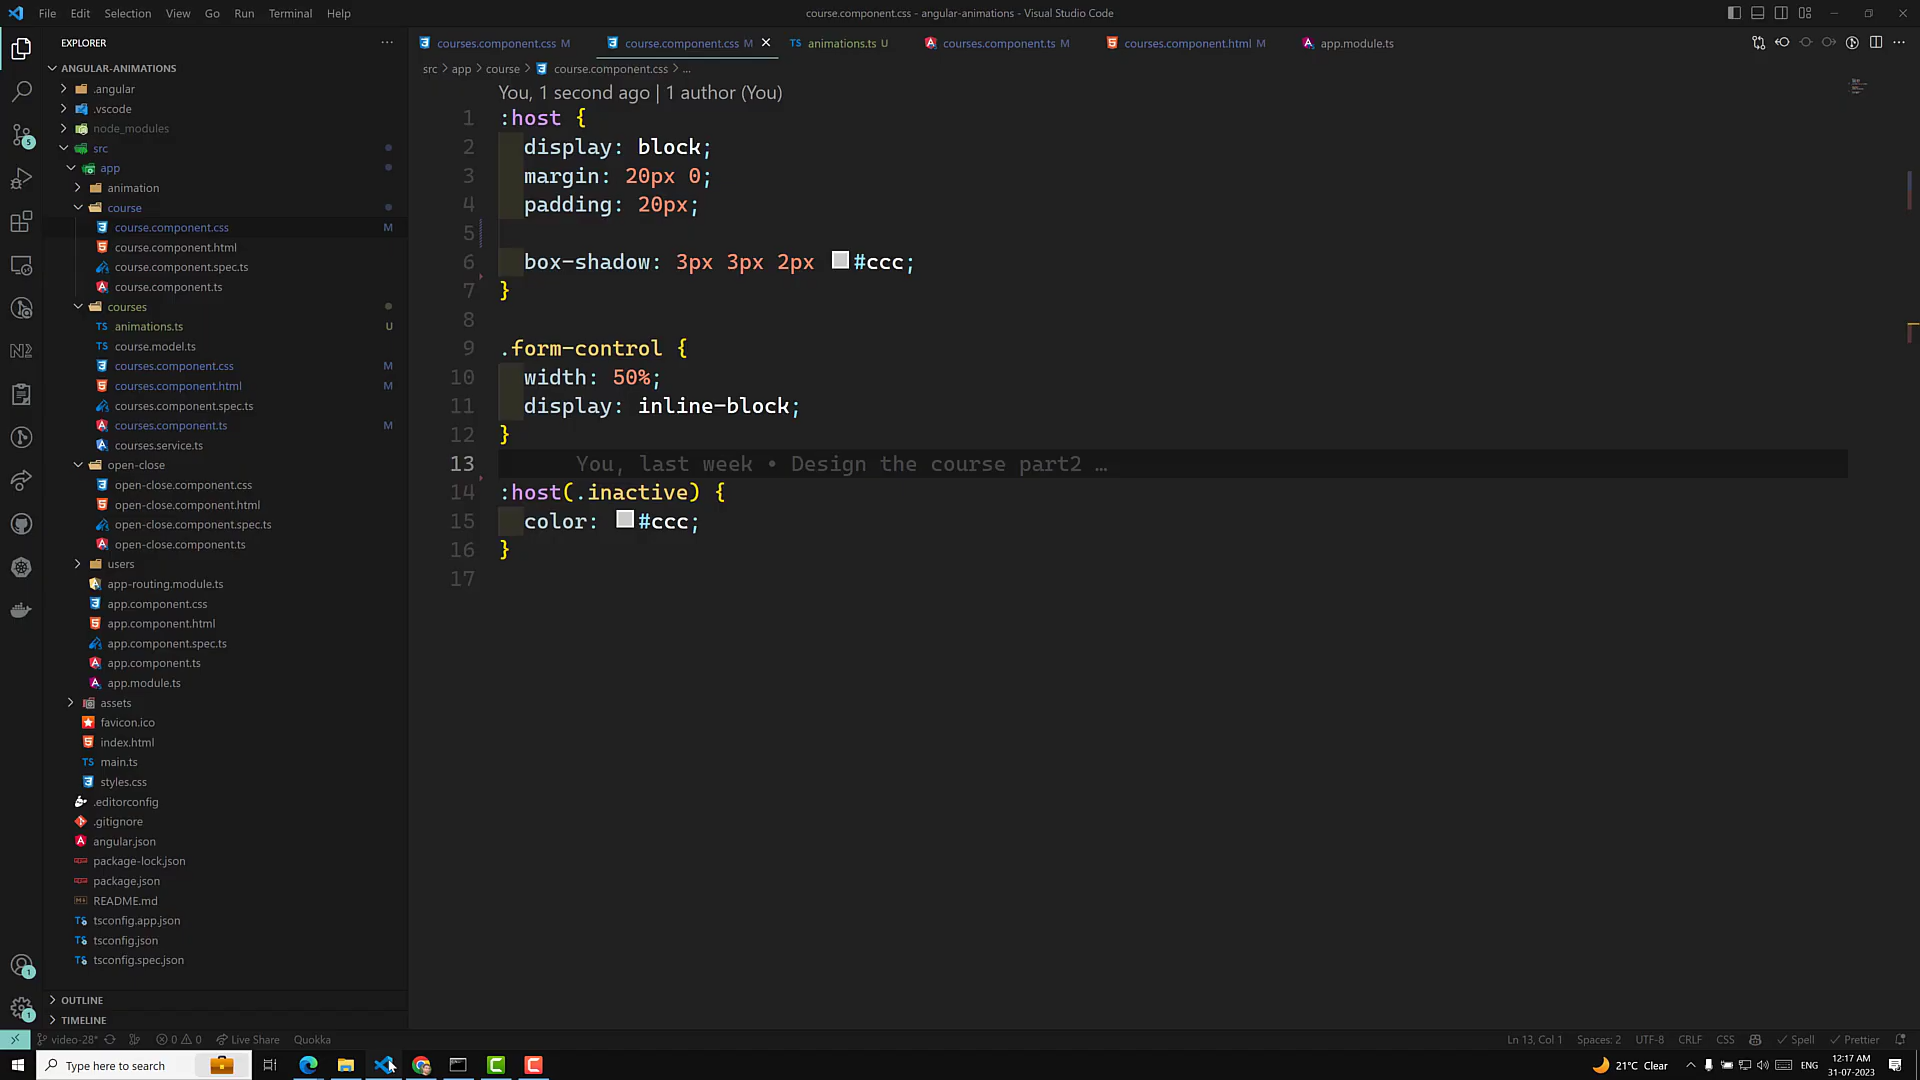 File Edit Selection View Go Run Terminal Help
course.component.css - angular-animations - Visual Studio Code
EXPLORER
ANGULAR-ANIMATIONS
.angular
.vscode
node_modules
src
app
animation
course
course.component.css M
course.component.html
course.component.spec.ts
course.component.ts
courses
animations.ts U
course.model.ts
courses.component.css M
courses.component.html M
courses.component.spec.ts
courses.component.ts M
courses.service.ts
open-close
open-close.component.css
open-close.component.html
open-close.component.spec.ts
open-close.component.ts
users
app-routing.module.ts
app.component.css
app.component.html
app.component.spec.ts
app.component.ts
app.module.ts
assets
favicon.ico
index.html
main.ts
styles.css
.editorconfig
.gitignore
angular.json
package-lock.json
package.json
README.md
tsconfig.app.json
tsconfig.json
tsconfig.spec.json
OUTLINE
TIMELINE
courses.component.css M course.component.css M animations.ts U courses.component.ts M courses.component.html M app.module.ts
src > app > course > course.component.css > ...
You, 1 second ago | 1 author (You)
1 :host {
2 display: block;
3 margin: 20px 0;
4 padding: 20px;
5
6 box-shadow: 3px 3px 2px #ccc;
7 }
8
9 .form-control {
10 width: 50%;
11 display: inline-block;
12 }
13 You, last week • Design the course part2 …
14 :host(.inactive) {
15 color: #ccc;
16 }
17
video-28* 0 0 Live Share Quokka
Ln 13, Col 1 Spaces: 2 UTF-8 CRLF CSS Spell Prettier
Type here to search
21°C Clear ENG 12:17 AM
31-07-2023